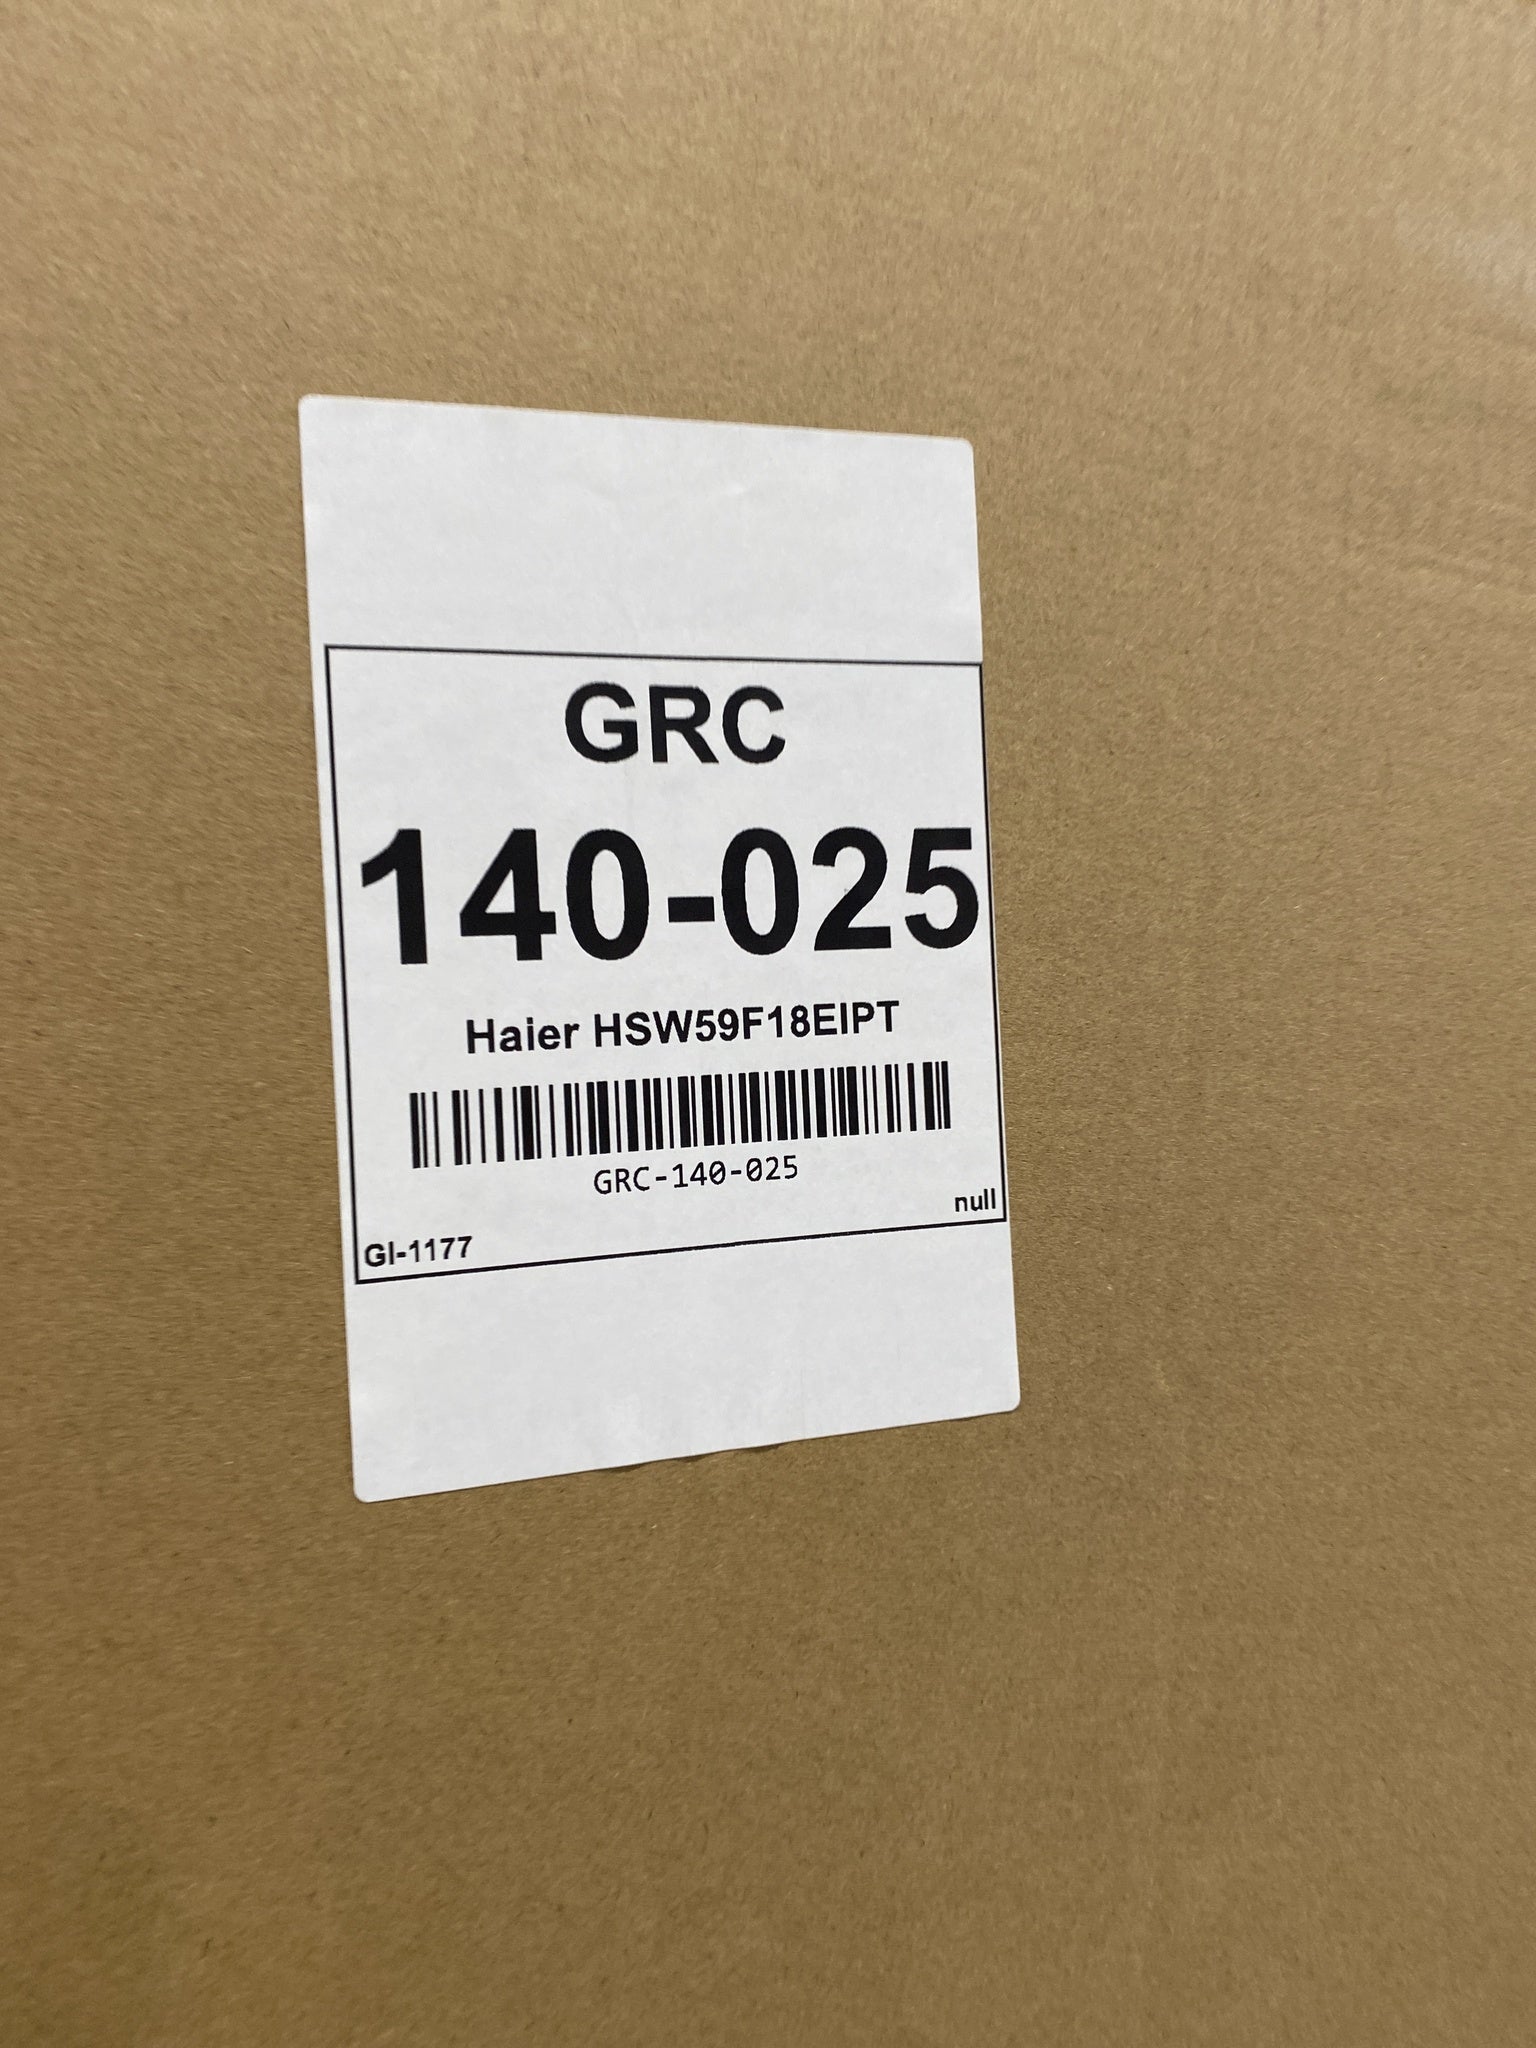 GRC
140-025
Haier HSW59F18EIPT
GRC-140-025
null
GI-1177